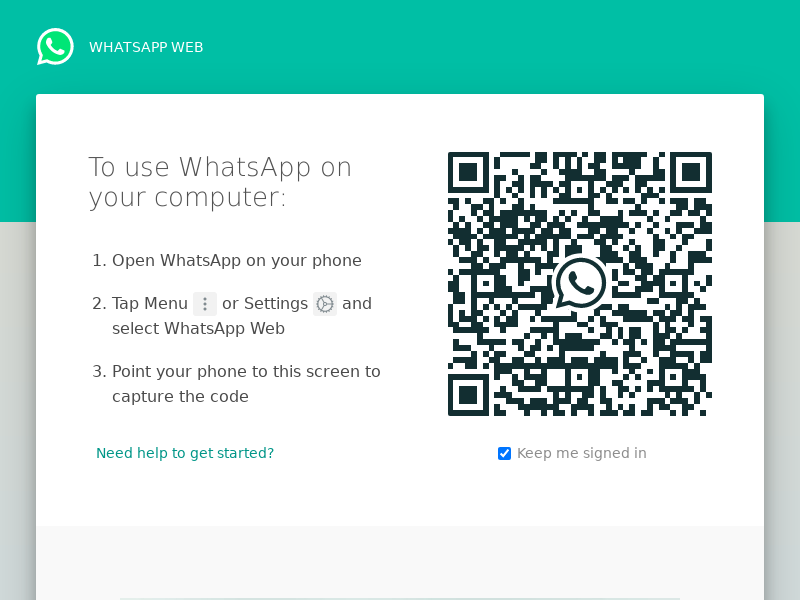 WHATSAPP WEB
To use WhatsApp on
your computer:
1. Open WhatsApp on your phone
2. Tap Menu or Settings and
select WhatsApp Web
3. Point your phone to this screen to
capture the code
Need help to get started?
Keep me signed in